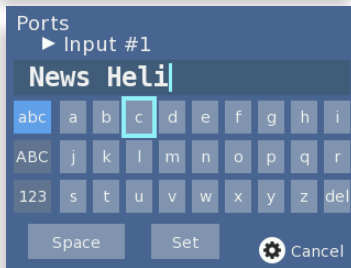 Ports
Input #1
News Heli
abc a b c d e f g h i
ABC j k l m n o p q r
123 s t u v w x y z del
Space Set Cancel